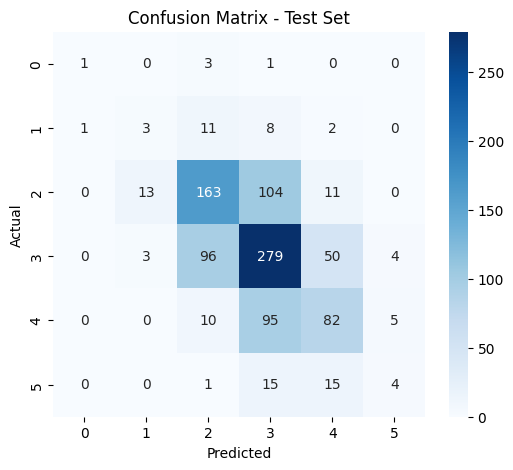 Confusion Matrix - Test Set
0 1 0 3 1 0 0
1 1 3 11 8 2 0
2 0 13 163 104 11 0
3 0 3 96 279 50 4
4 0 0 10 95 82 5
5 0 0 1 15 15 4
0 1 2 3 4 5
Actual
Predicted
250
200
150
100
50
0